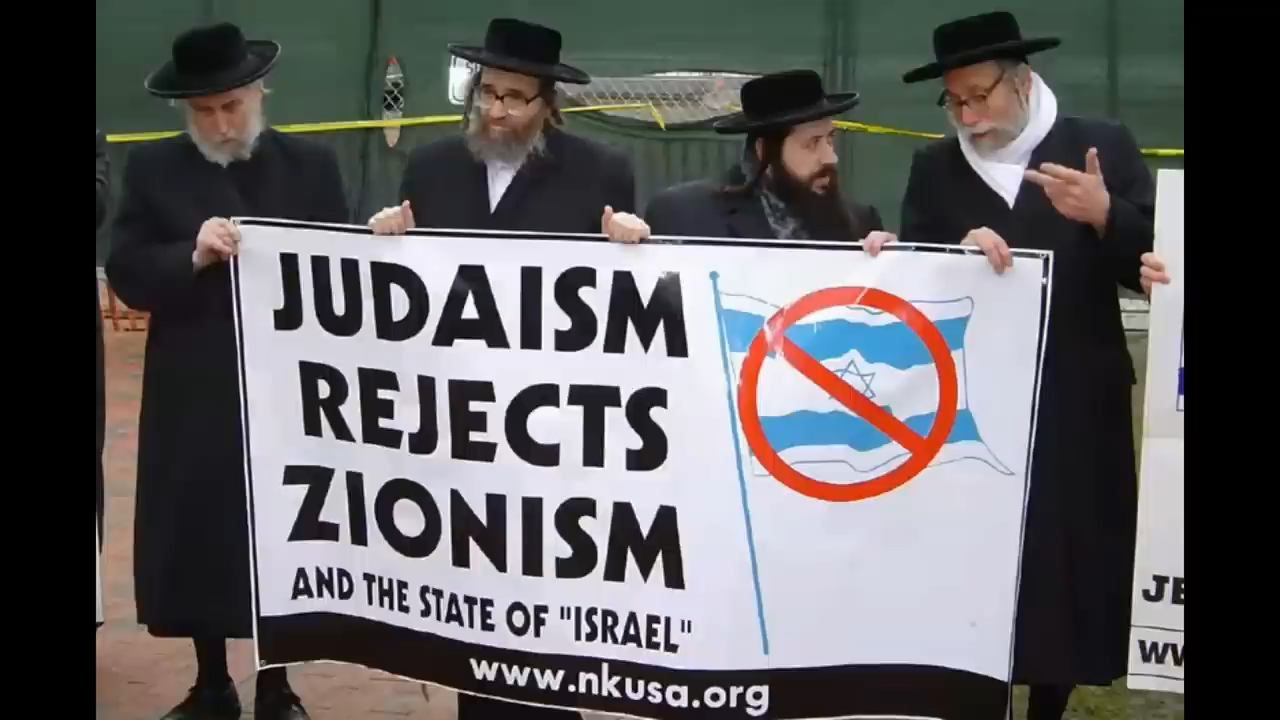 JUDAISM
REJECTS
ZIONISM
AND THE STATE OF "ISRAEL"
www.nkusa.org